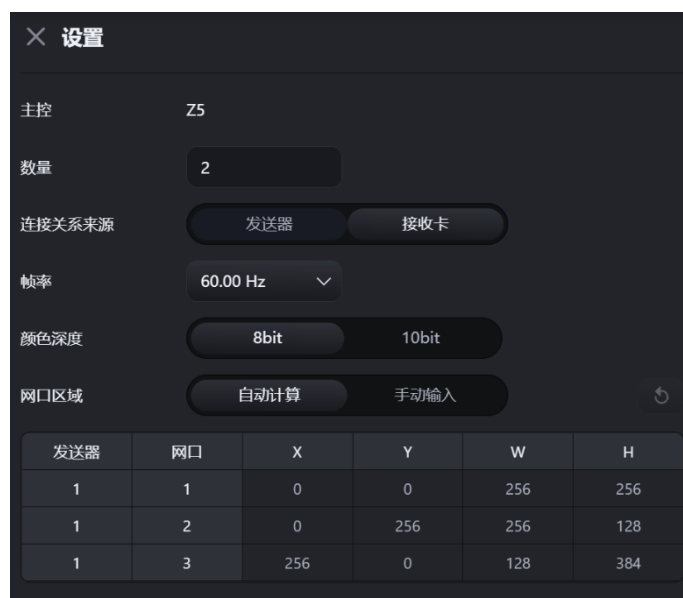 设置
主控 Z5
数量 2
连接关系来源 发送器 接收卡
帧率 60.00 Hz
颜色深度 8bit 10bit
网口区域 自动计算 手动输入
发送器 网口 X Y W H
1 1 0 0 256 256
1 2 0 256 256 128
1 3 256 0 128 384